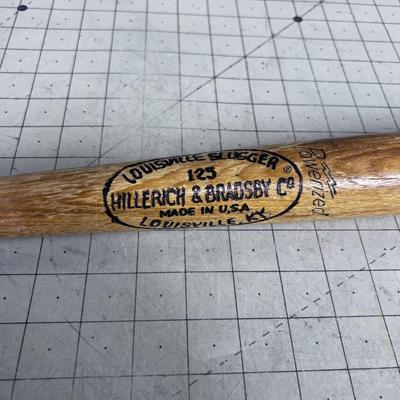 LOUISVILLE SLUGGER
125
HILLERICH & BRADSBY Cº
MADE IN U.S.A
LOUISVILLE, KY.
®
Powerized